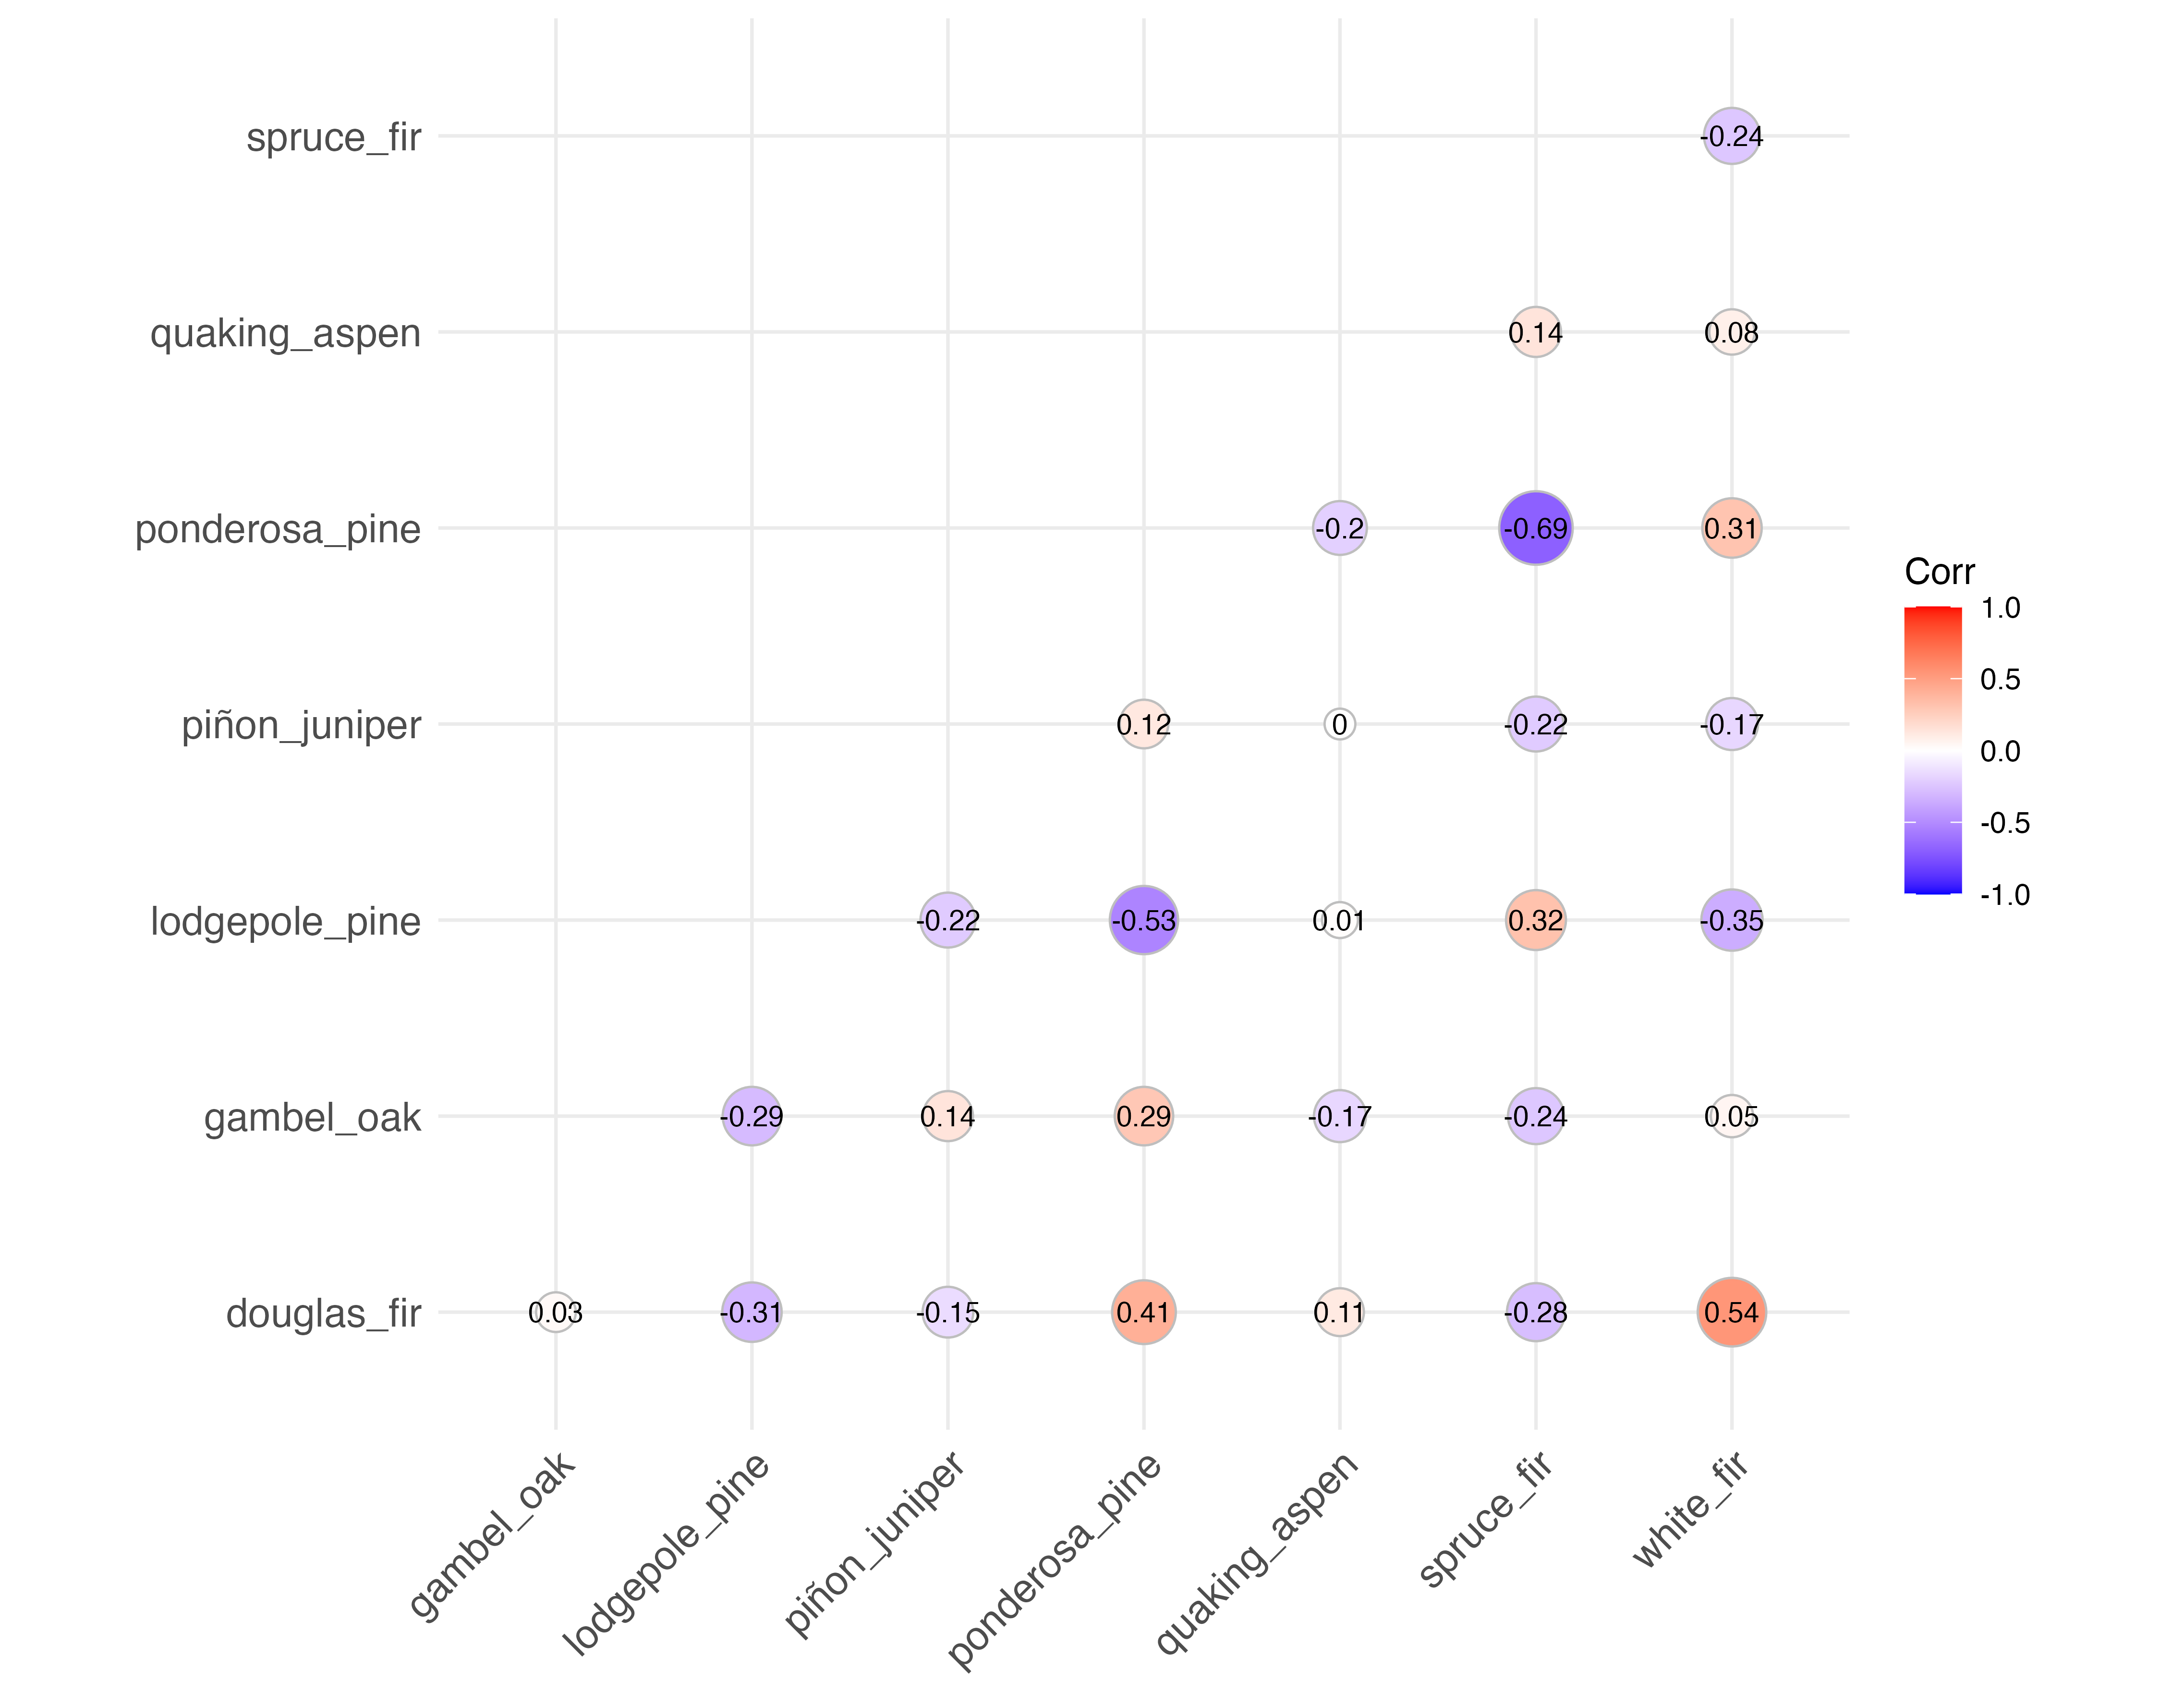 spruce_fir
-0.24
quaking_aspen
0.14
0.08
ponderosa_pine
-0.2
-0.69
0.31
piñon_juniper
0.12
0
-0.22
-0.17
lodgepole_pine
-0.22
-0.53
0.01
0.32
-0.35
gambel_oak
-0.29
0.14
0.29
-0.17
-0.24
0.05
douglas_fir
0.03
-0.31
-0.15
0.41
0.11
-0.28
0.54
gambel_oak
lodgepole_pine
piñon_juniper
ponderosa_pine
quaking_aspen
spruce_fir
white_fir
Corr
1.0
0.5
0.0
-0.5
-1.0